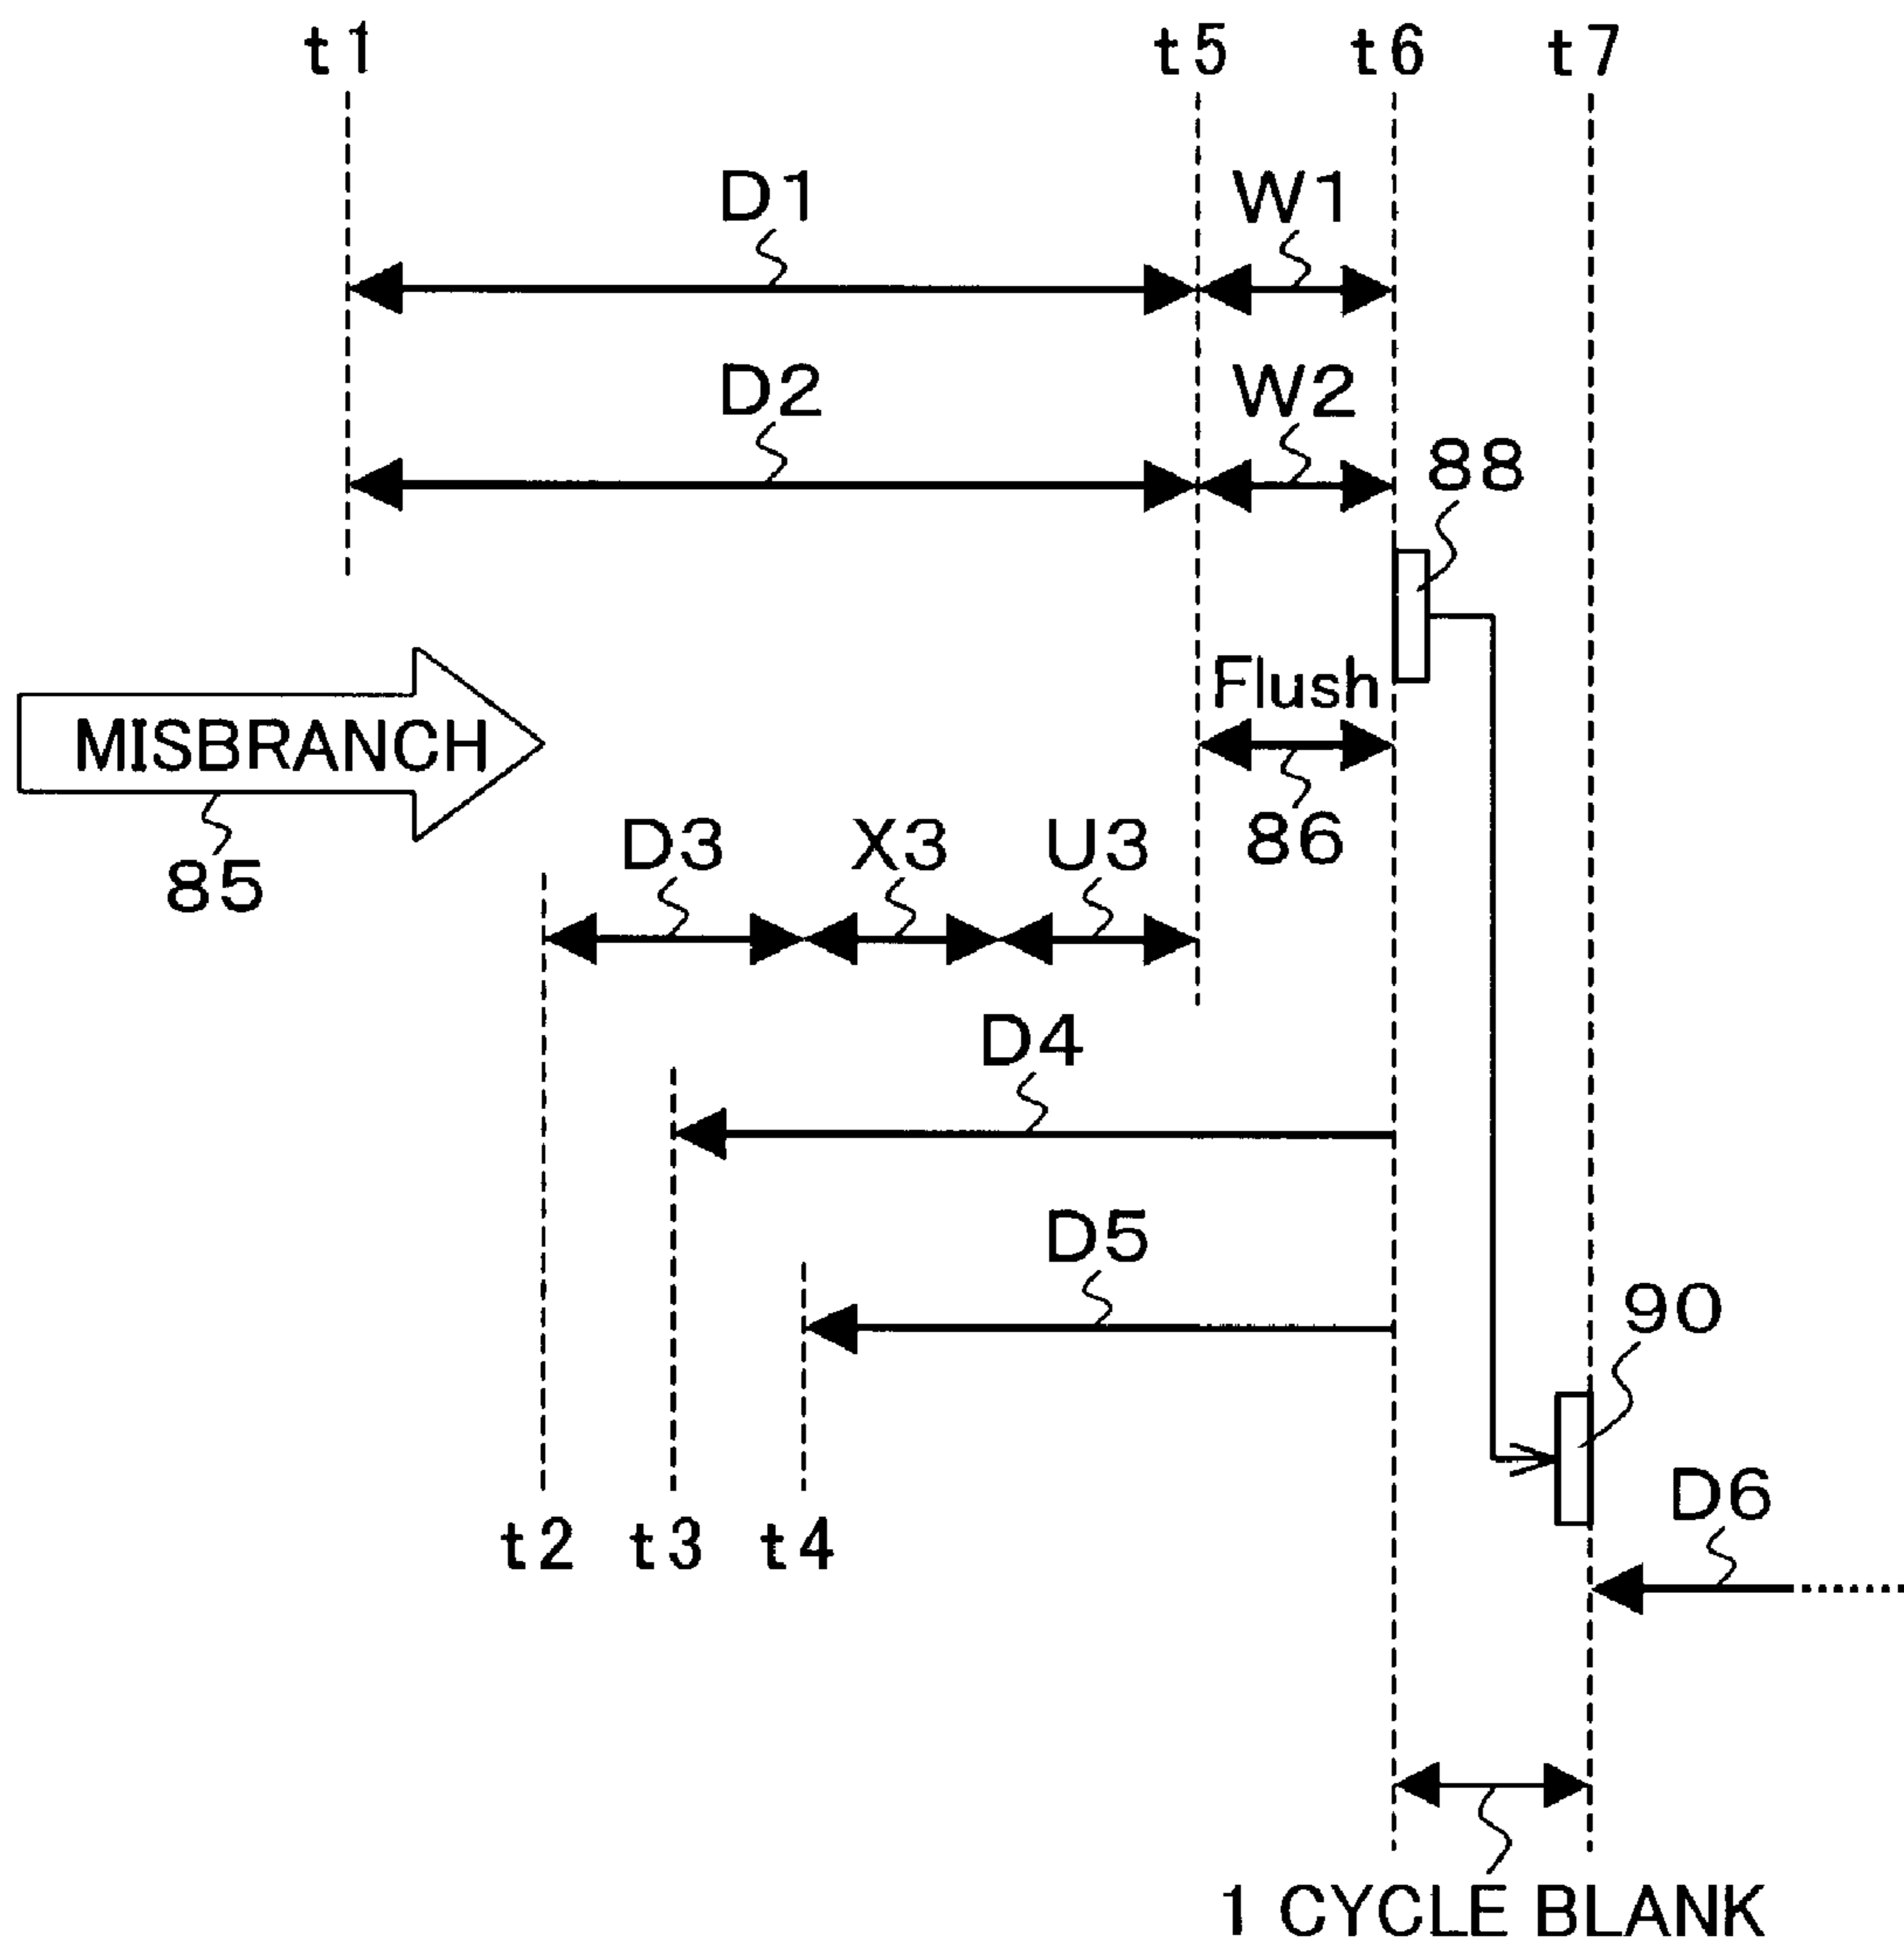 t1 t5 t6 t7
D1 W1
D2 W2
88
Flush
MISBRANCH
86
85
D3 X3 U3
D4
D5
90
D6
t2 t3 t4
1 CYCLE BLANK